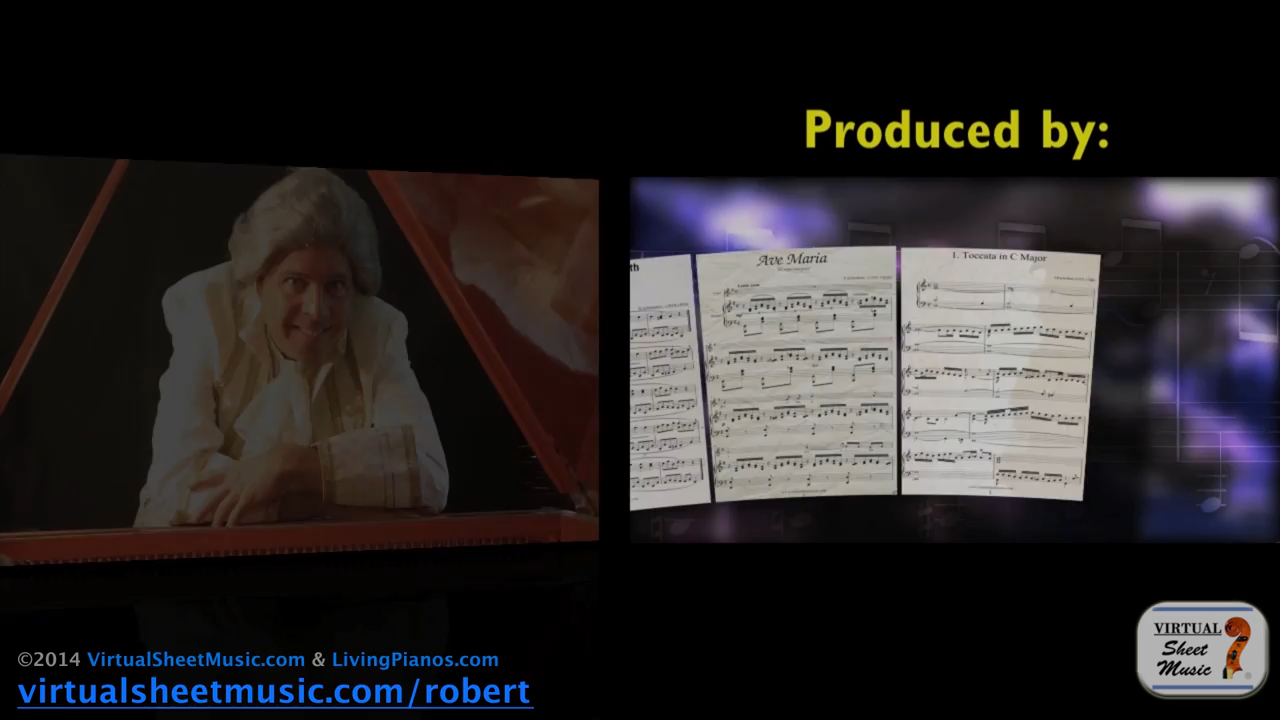 Produced by:
th
Ave Maria
1. Toccata in C Major
©2014 VirtualSheetMusic.com & LivingPianos.com
virtualsheetmusic.com/robert
VIRTUAL
Sheet
Music